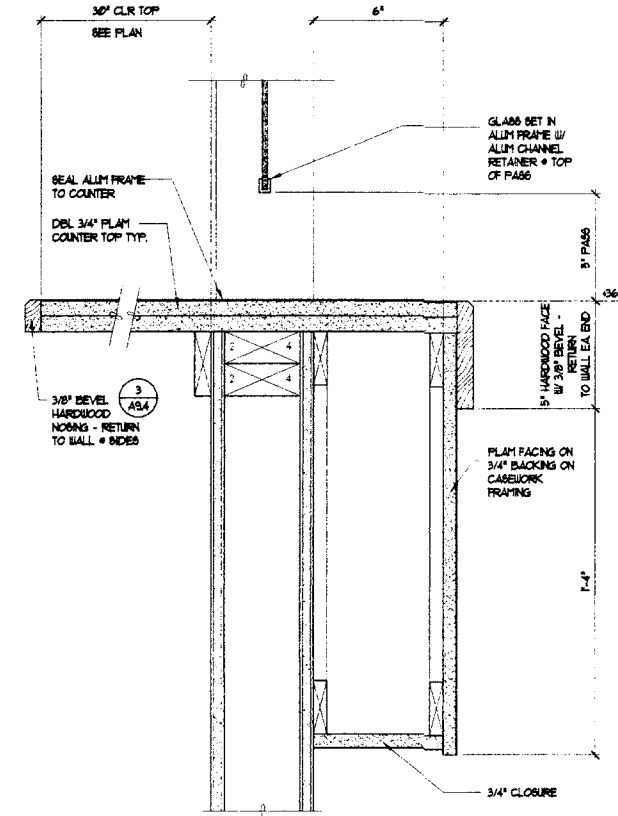 30" CLR TOP
SEE PLAN
6"
GLASS SET IN
ALUM FRAME W/
ALUM CHANNEL
RETAINER @ TOP
OF PASS
SEAL ALUM FRAME
TO COUNTER
DBL 3/4" PLAM
COUNTER TOP TYP.
5" PASS
+36
5" HARDWOOD FACE
W/ 3/8" BEVEL -
RETURN
TO WALL EA. END
2 4
2 4
3/8" BEVEL
HARDWOOD
NOSING - RETURN
TO WALL @ SIDES
3
A9.4
PLAM FACING ON
3/4" BACKING ON
CASEWORK
FRAMING
1'-4"
3/4" CLOSURE